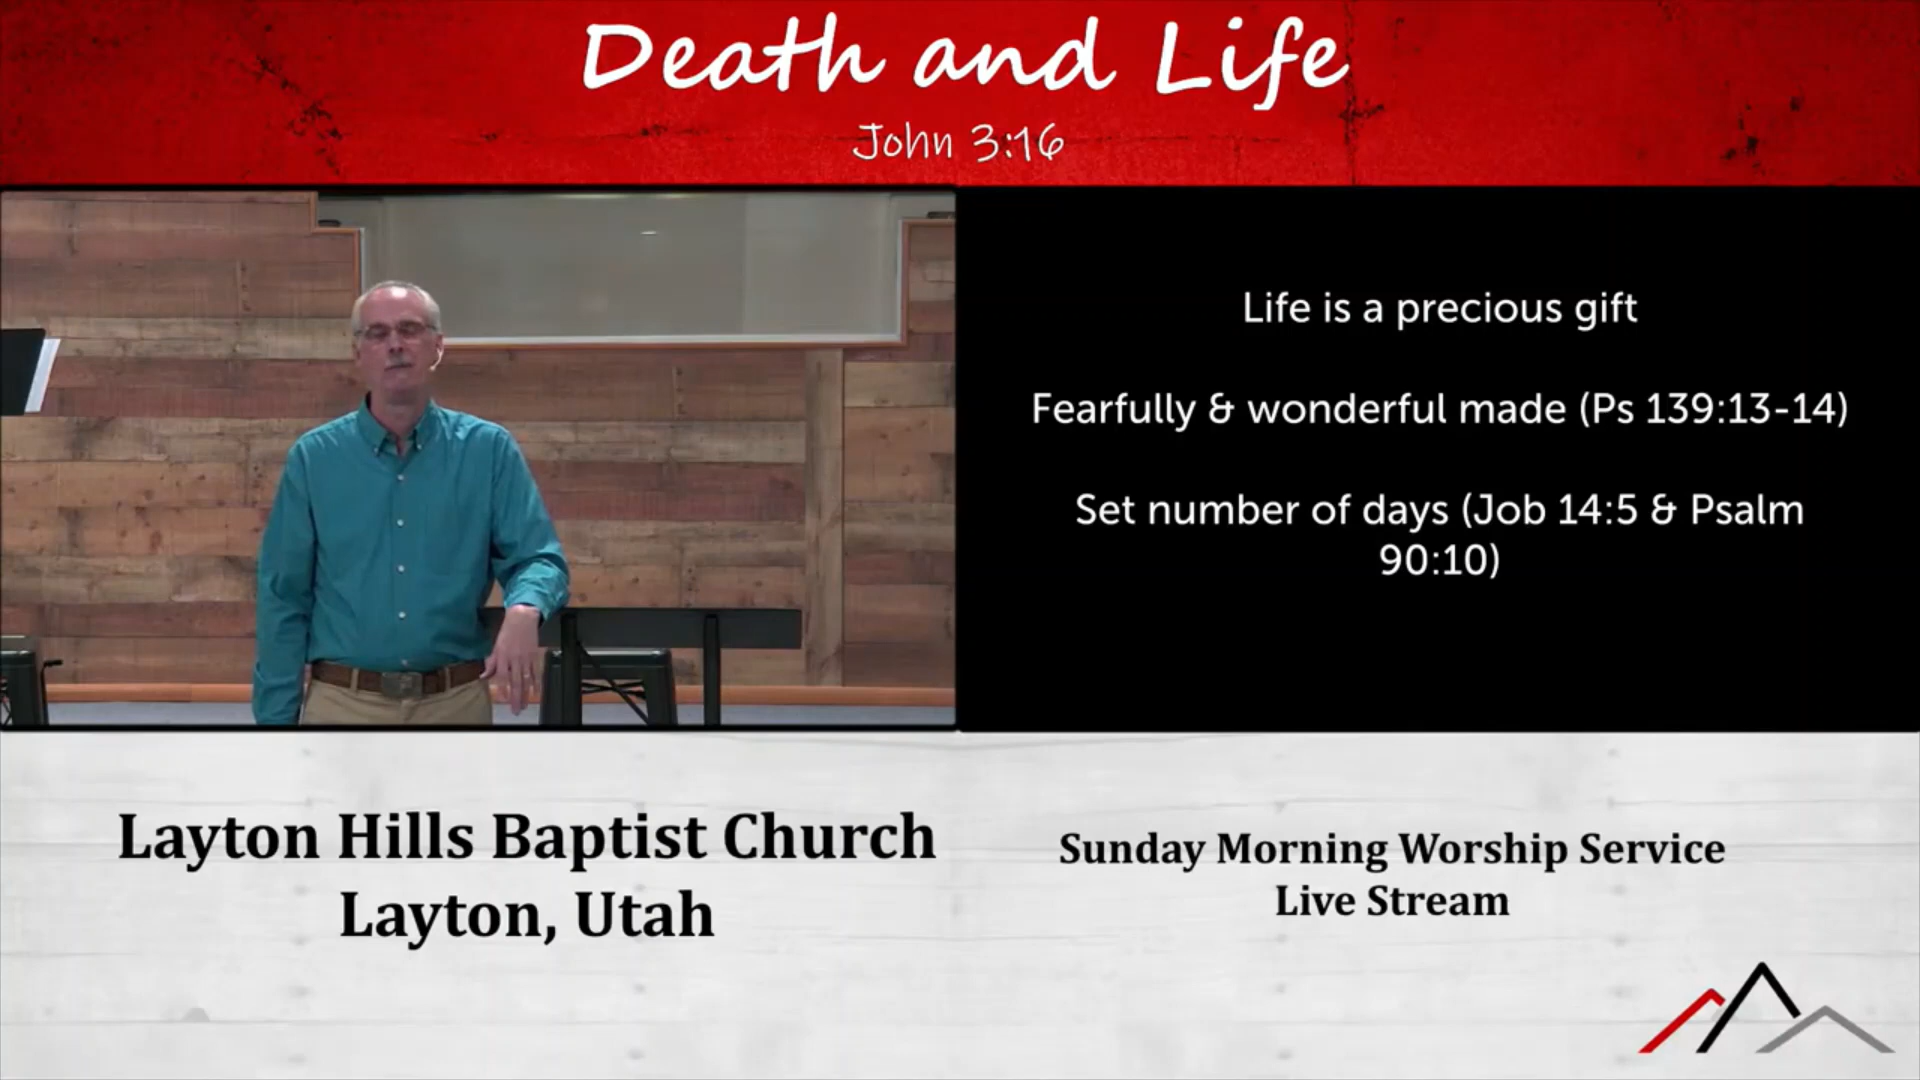 Death and Life
John 3:16
Life is a precious gift
Fearfully & wonderful made (Ps 139:13-14)
Set number of days (Job 14:5 & Psalm
90:10)
Layton Hills Baptist Church
Layton, Utah
Sunday Morning Worship Service
Live Stream